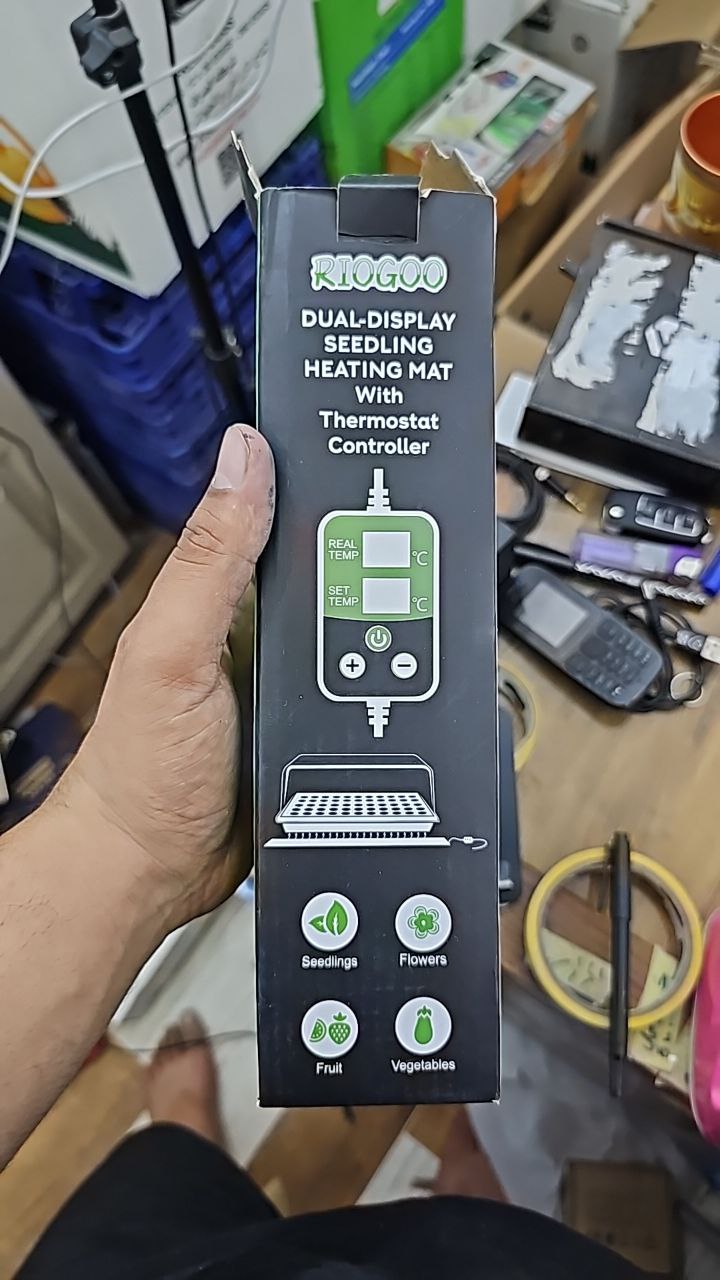 RIOGOO
DUAL-DISPLAY
SEEDLING
HEATING MAT
With
Thermostat
Controller
REAL
TEMP
°C
SET
TEMP
°C
+
−
Seedlings
Flowers
Fruit
Vegetables